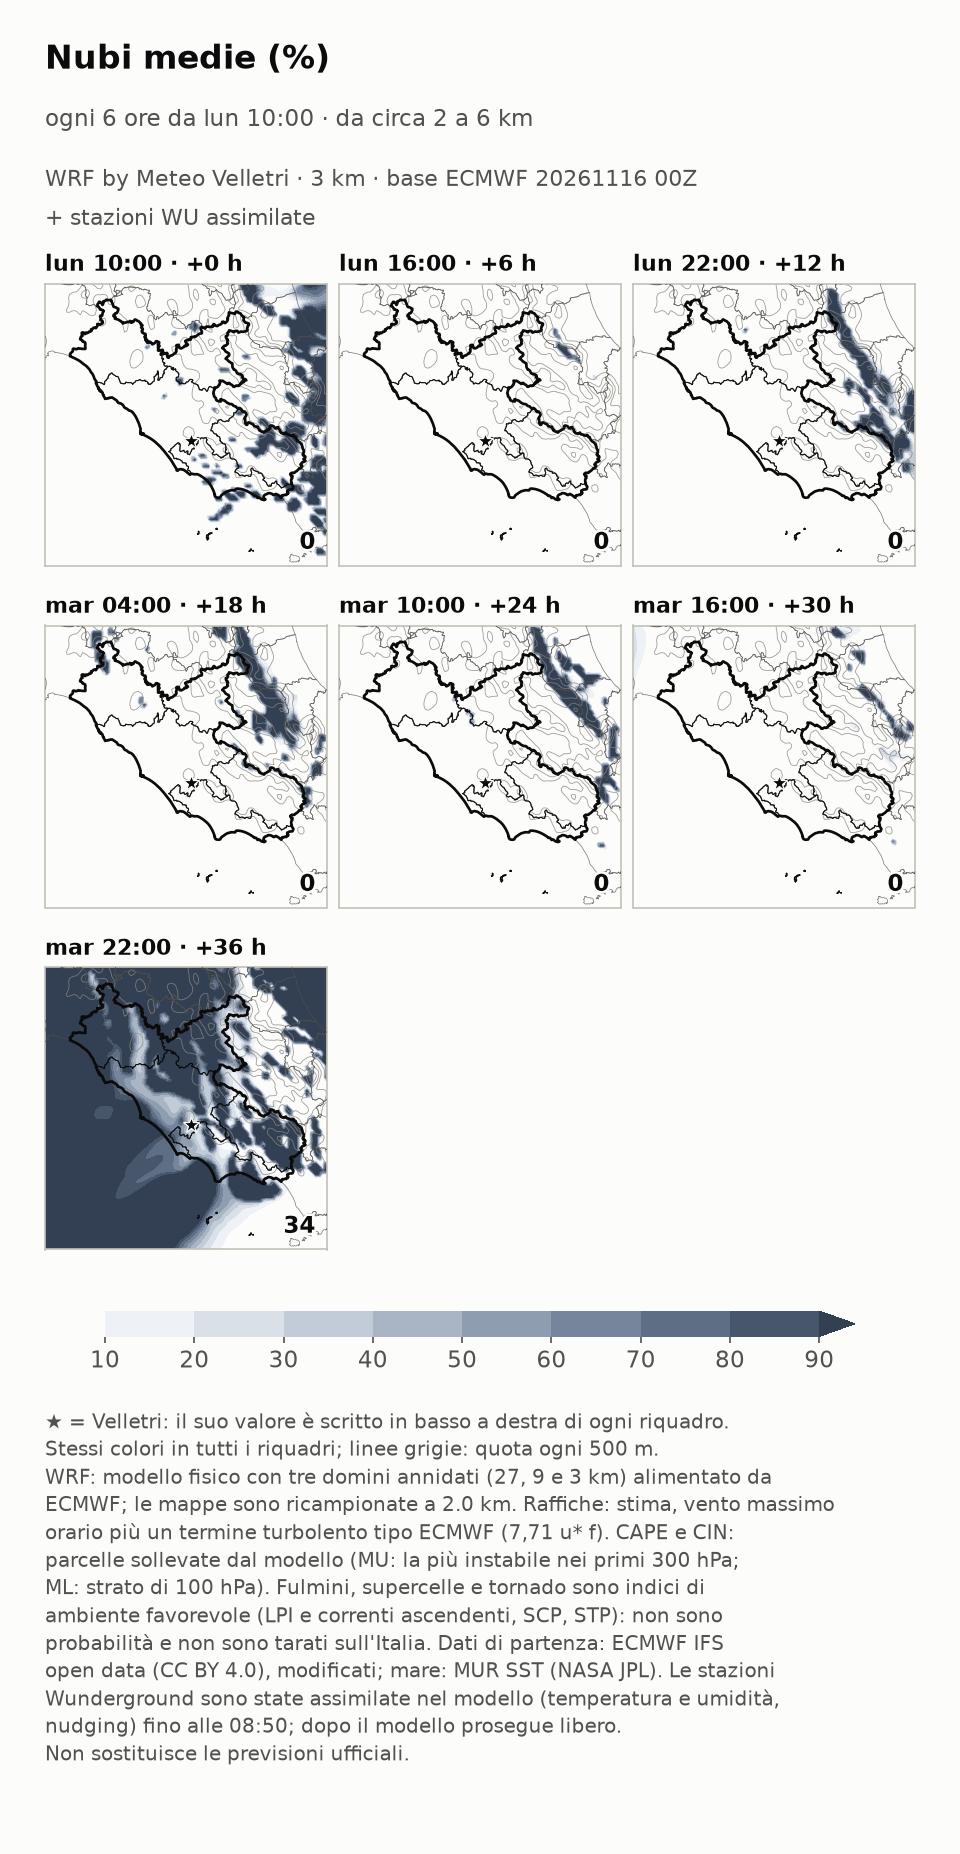 Nubi medie (%)
ogni 6 ore da lun 10:00 · da circa 2 a 6 km
WRF by Meteo Velletri · 3 km · base ECMWF 20261116 00Z
+ stazioni WU assimilate
lun 10:00 · +0 h
lun 16:00 · +6 h
lun 22:00 · +12 h
0
0
0
mar 04:00 · +18 h
mar 10:00 · +24 h
mar 16:00 · +30 h
0
0
0
mar 22:00 · +36 h
34
10 20 30 40 50 60 70 80 90
★ = Velletri: il suo valore è scritto in basso a destra di ogni riquadro.
Stessi colori in tutti i riquadri; linee grigie: quota ogni 500 m.
WRF: modello fisico con tre domini annidati (27, 9 e 3 km) alimentato da
ECMWF; le mappe sono ricampionate a 2.0 km. Raffiche: stima, vento massimo
orario più un termine turbolento tipo ECMWF (7,71 u* f). CAPE e CIN:
parcelle sollevate dal modello (MU: la più instabile nei primi 300 hPa;
ML: strato di 100 hPa). Fulmini, supercelle e tornado sono indici di
ambiente favorevole (LPI e correnti ascendenti, SCP, STP): non sono
probabilità e non sono tarati sull'Italia. Dati di partenza: ECMWF IFS
open data (CC BY 4.0), modificati; mare: MUR SST (NASA JPL). Le stazioni
Wunderground sono state assimilate nel modello (temperatura e umidità,
nudging) fino alle 08:50; dopo il modello prosegue libero.
Non sostituisce le previsioni ufficiali.